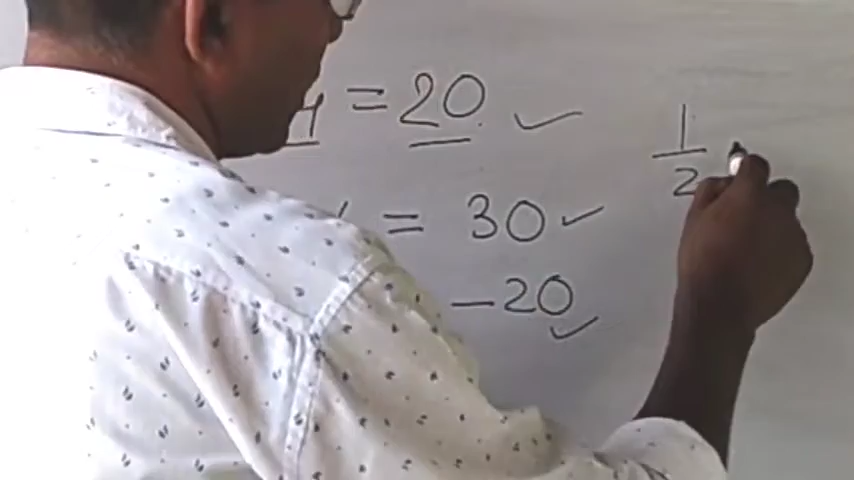 = 20 ✓
= 30 ✓
-20 ✓
1/2